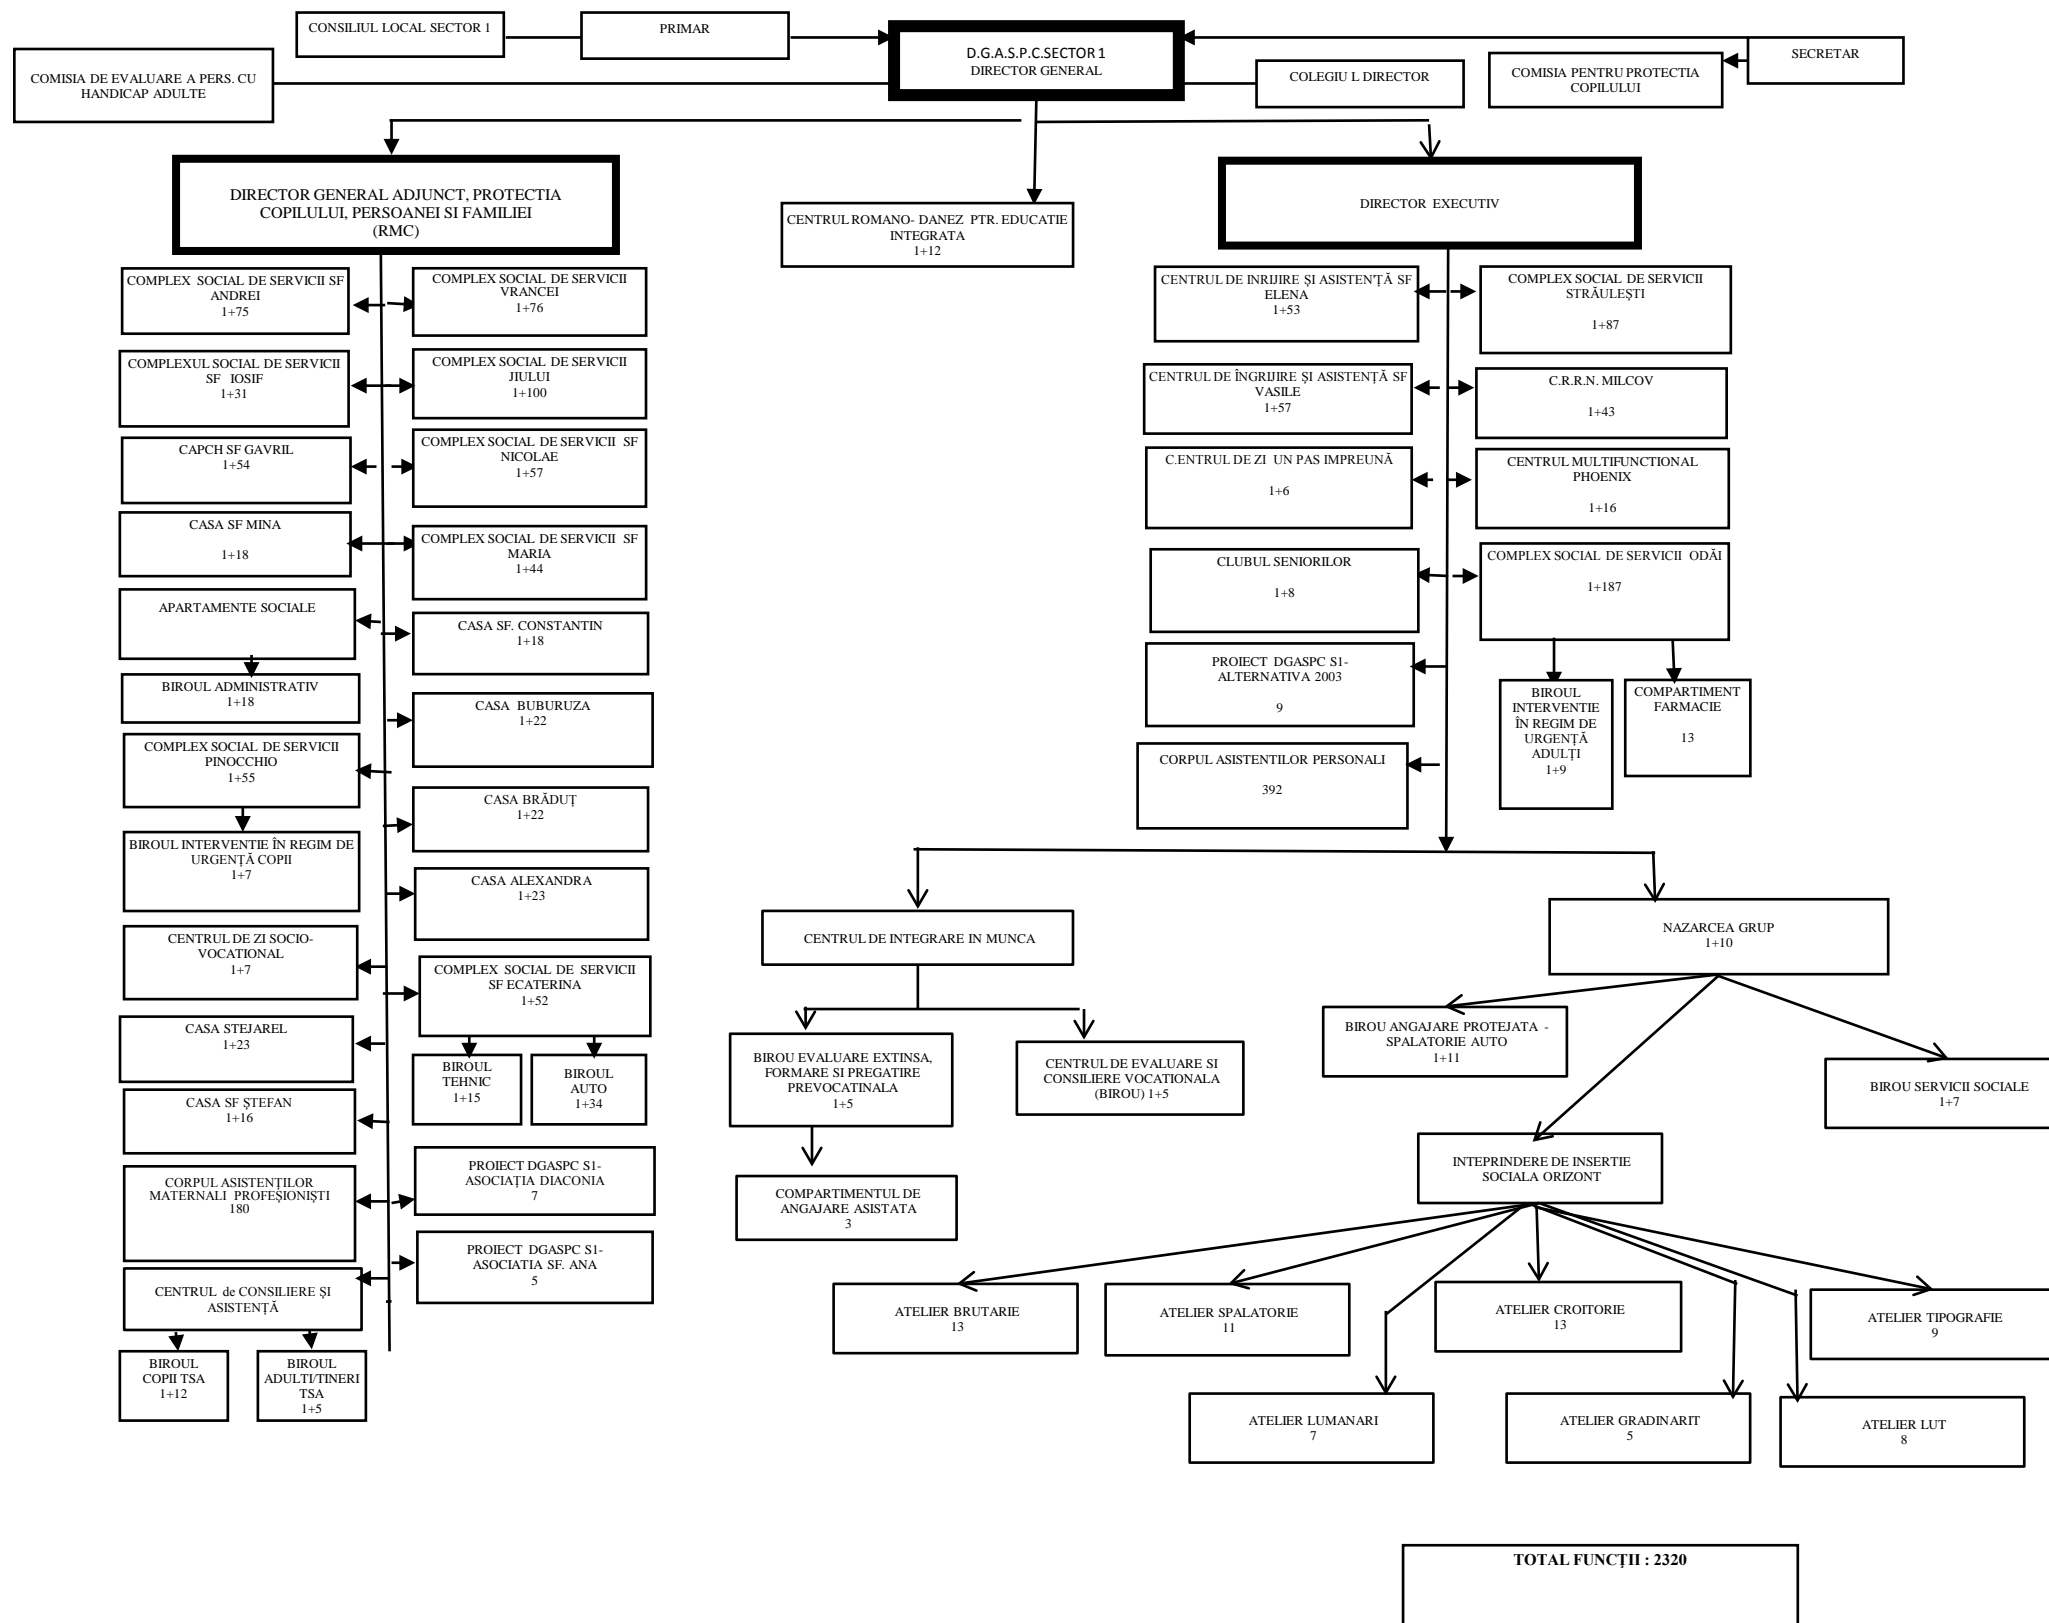 CONSILIUL LOCAL SECTOR 1
PRIMAR
D.G.A.S.P.C.SECTOR 1
DIRECTOR GENERAL
SECRETAR
COMISIA DE EVALUARE A PERS. CU
HANDICAP ADULTE
COLEGIU L DIRECTOR
COMISIA PENTRU PROTECTIA
COPILULUI
DIRECTOR GENERAL ADJUNCT, PROTECTIA
COPILULUI, PERSOANEI SI FAMILIEI
(RMC)
CENTRUL ROMANO- DANEZ PTR. EDUCATIE
INTEGRATA
1+12
DIRECTOR EXECUTIV
COMPLEX SOCIAL DE SERVICII SF
ANDREI
1+75
COMPLEX SOCIAL DE SERVICII
VRANCEI
1+76
COMPLEXUL SOCIAL DE SERVICII
SF IOSIF
1+31
COMPLEX SOCIAL DE SERVICII
JIULUI
1+100
CAPCH SF GAVRIL
1+54
COMPLEX SOCIAL DE SERVICII SF
NICOLAE
1+57
CASA SF MINA
1+18
COMPLEX SOCIAL DE SERVICII SF
MARIA
1+44
APARTAMENTE SOCIALE
CASA SF. CONSTANTIN
1+18
BIROUL ADMINISTRATIV
1+18
CASA BUBURUZA
1+22
COMPLEX SOCIAL DE SERVICII
PINOCCHIO
1+55
CASA BRĂDUȚ
1+22
BIROUL INTERVENTIE ÎN REGIM DE
URGENȚĂ COPII
1+7
CASA ALEXANDRA
1+23
CENTRUL DE ZI SOCIO-
VOCATIONAL
1+7
COMPLEX SOCIAL DE SERVICII
SF ECATERINA
1+52
CASA STEJAREL
1+23
BIROUL
TEHNIC
1+15
BIROUL
AUTO
1+34
CASA SF ȘTEFAN
1+16
CORPUL ASISTENȚILOR
MATERNALI PROFESIONIȘTI
180
PROIECT DGASPC S1-
ASOCIAȚIA DIACONIA
7
PROIECT DGASPC S1-
ASOCIATIA SF. ANA
5
CENTRUL de CONSILIERE ȘI
ASISTENȚĂ
BIROUL
COPII TSA
1+12
BIROUL
ADULTI/TINERI
TSA
1+5
CENTRUL DE INRIJIRE ȘI ASISTENȚĂ SF
ELENA
1+53
COMPLEX SOCIAL DE SERVICII
STRĂULEȘTI
1+87
CENTRUL DE ÎNGRIJIRE ȘI ASISTENȚĂ SF
VASILE
1+57
C.R.R.N. MILCOV
1+43
C.ENTRUL DE ZI UN PAS IMPREUNĂ
1+6
CENTRUL MULTIFUNCTIONAL
PHOENIX
1+16
CLUBUL SENIORILOR
1+8
COMPLEX SOCIAL DE SERVICII ODĂI
1+187
PROIECT DGASPC S1-
ALTERNATIVA 2003
9
BIROUL
INTERVENTIE
ÎN REGIM DE
URGENȚĂ
ADULȚI
1+9
COMPARTIMENT
FARMACIE
13
CORPUL ASISTENTILOR PERSONALI
392
CENTRUL DE INTEGRARE IN MUNCA
NAZARCEA GRUP
1+10
BIROU EVALUARE EXTINSA,
FORMARE SI PREGATIRE
PREVOCATINALA
1+5
CENTRUL DE EVALUARE SI
CONSILIERE VOCATIONALA
(BIROU) 1+5
COMPARTIMENTUL DE
ANGAJARE ASISTATA
3
BIROU ANGAJARE PROTEJATA -
SPALATORIE AUTO
1+11
BIROU SERVICII SOCIALE
1+7
INTEPRINDERE DE INSERTIE
SOCIALA ORIZONT
ATELIER BRUTARIE
13
ATELIER SPALATORIE
11
ATELIER CROITORIE
13
ATELIER TIPOGRAFIE
9
ATELIER LUMANARI
7
ATELIER GRADINARIT
5
ATELIER LUT
8
TOTAL FUNCȚII : 2320